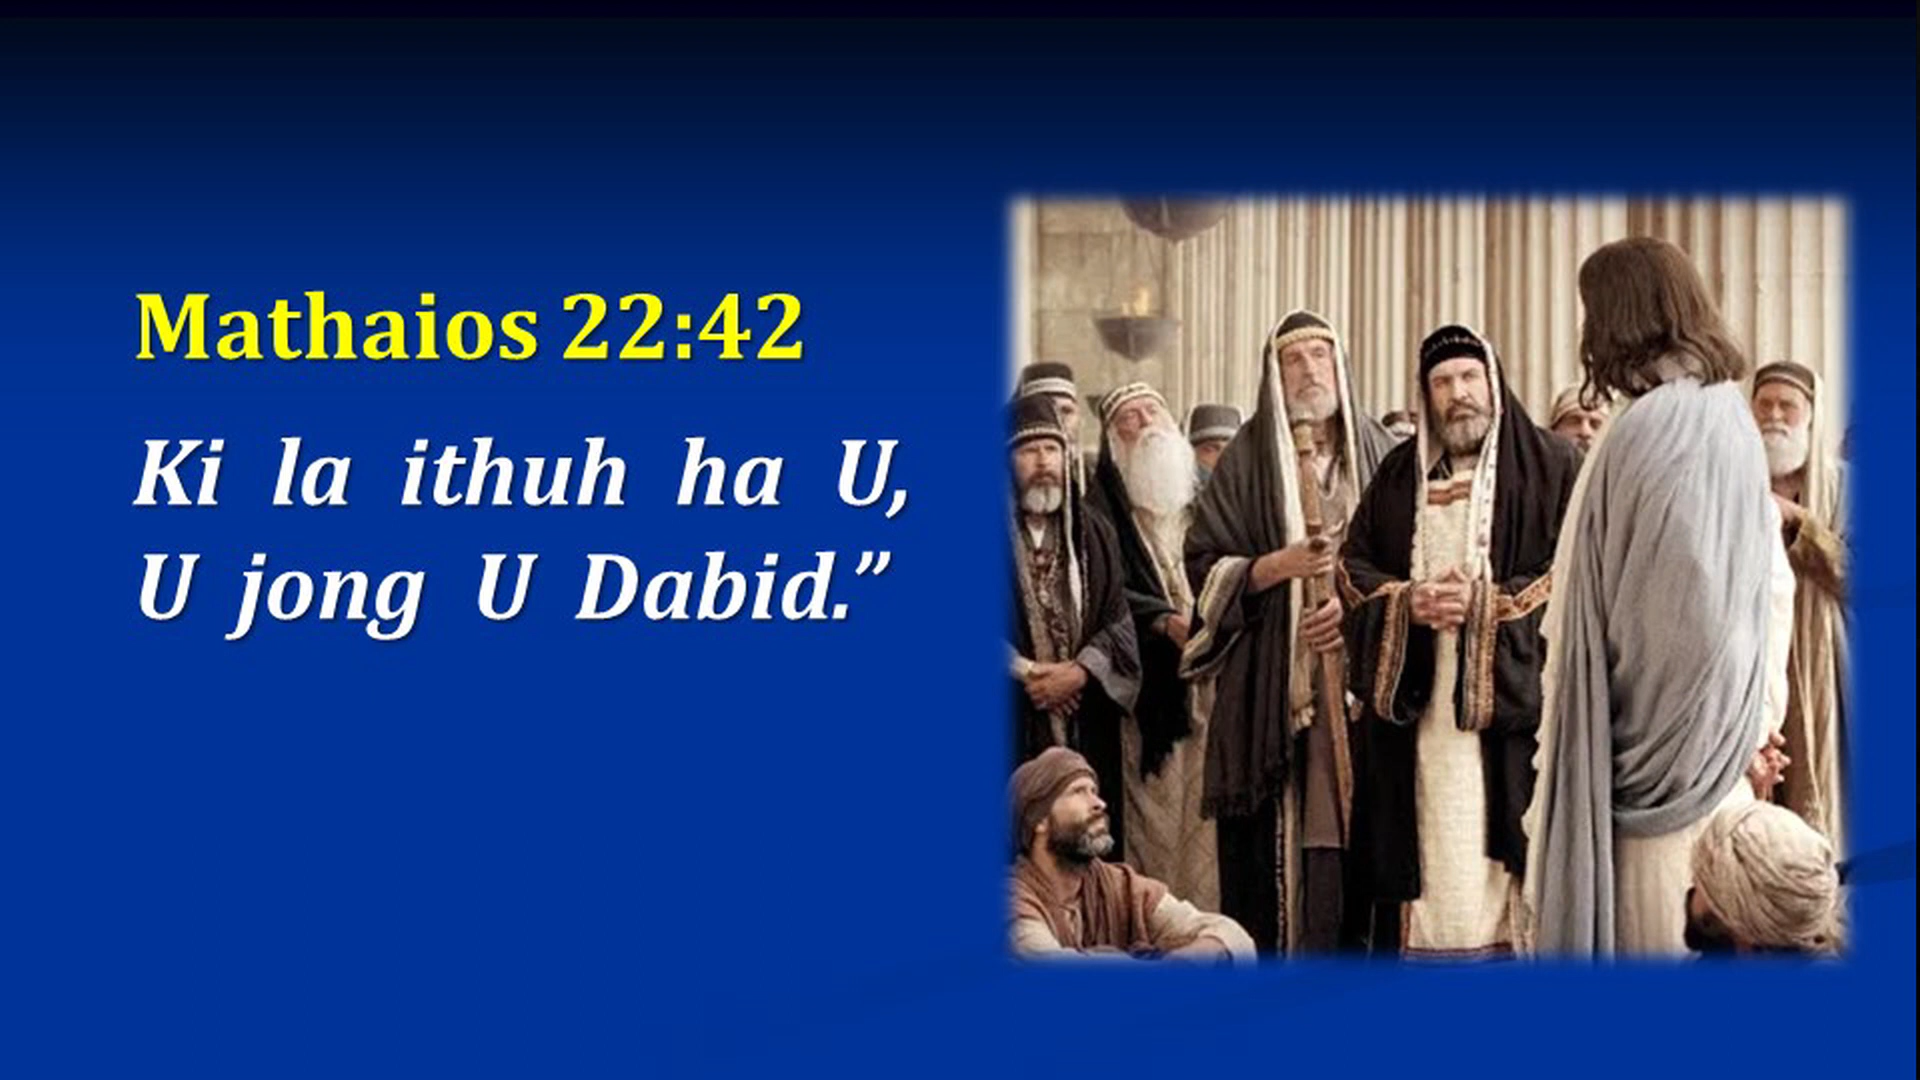 Mathaios 22:42
Ki la ithuh ha U,
U jong U Dabid.”